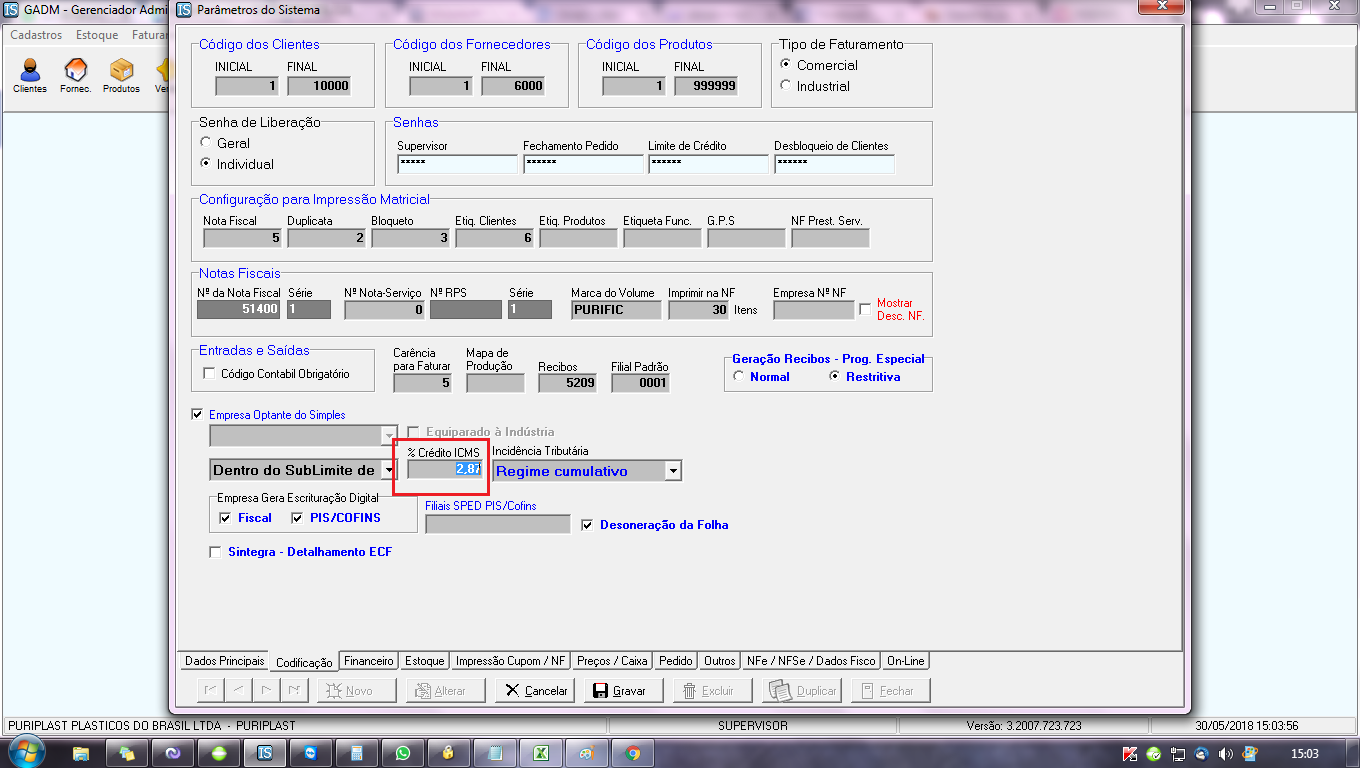 GADM - Gerenciador Admi
Parâmetros do Sistema
Cadastros Estoque Faturar
Clientes Fornec. Produtos
Código dos Clientes
INICIAL FINAL
1 10000
Código dos Fornecedores
INICIAL FINAL
1 6000
Código dos Produtos
INICIAL FINAL
1 999999
Tipo de Faturamento
Comercial
Industrial
Senha de Liberação
Geral
Individual
Senhas
Supervisor Fechamento Pedido Limite de Crédito Desbloqueio de Clientes
***** ****** ****** ******
Configuração para Impressão Matricial
Nota Fiscal Duplicata Bloqueto Etiq. Clientes Etiq. Produtos Etiqueta Func. G.P.S NF Prest. Serv.
5 2 3 6
Notas Fiscais
Nº da Nota Fiscal Série Nº Nota-Serviço Nº RPS Série Marca do Volume Imprimir na NF Empresa Nº NF
51400 1 0 1 PURIFIC 30 Itens
Mostrar
Desc. NF.
Entradas e Saídas
Código Contabil Obrigatório
Carência
para Faturar
5
Mapa de
Produção
Recibos
5209
Filial Padrão
0001
Geração Recibos - Prog. Especial
Normal Restritiva
Empresa Optante do Simples
Equiparado à Indústria
Dentro do SubLimite de
% Crédito ICMS
2,87
Incidência Tributária
Regime cumulativo
Empresa Gera Escrituração Digital
Fiscal PIS/COFINS
Filiais SPED PIS/Cofins
Desoneração da Folha
Sintegra - Detalhamento ECF
Dados Principais Codificação Financeiro Estoque Impressão Cupom / NF Preços / Caixa Pedido Outros NFe / NFSe / Dados Fisco On-Line
Novo Alterar Cancelar Gravar Excluir Duplicar Fechar
PURIPLAST PLASTICOS DO BRASIL LTDA - PURIPLAST SUPERVISOR Versão: 3.2007.723.723 30/05/2018 15:03:56
15:03